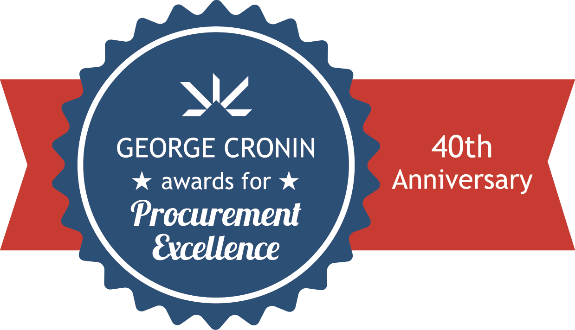 GEORGE CRONIN
★ awards for ★
Procurement
Excellence
40th
Anniversary